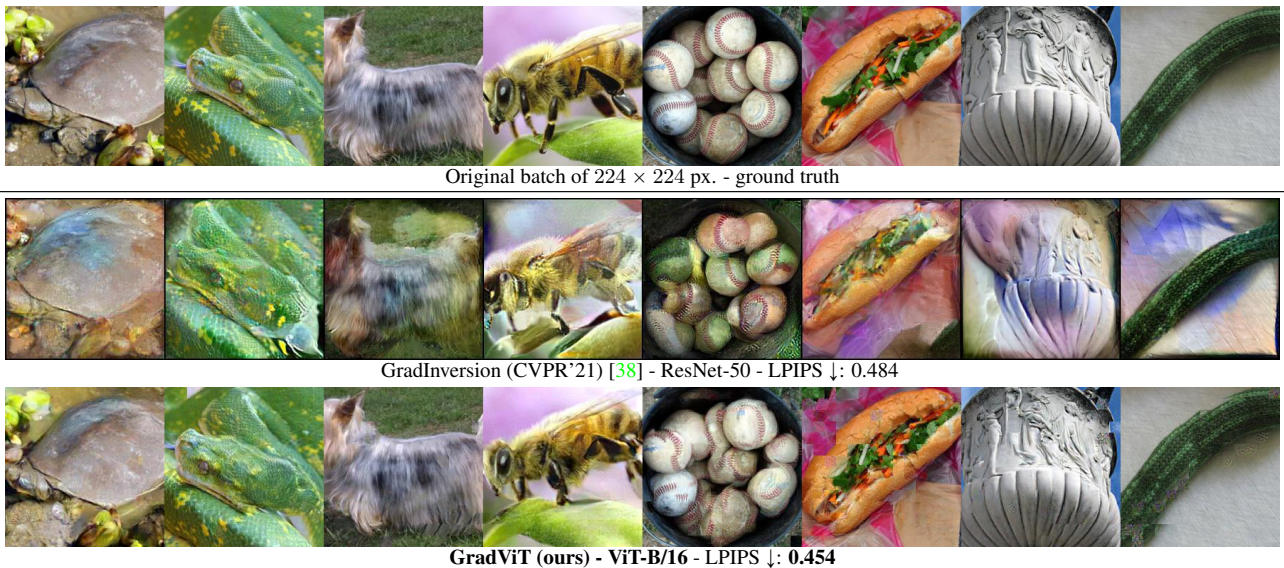 Original batch of 224 × 224 px. - ground truth
GradInversion (CVPR'21) [38] - ResNet-50 - LPIPS ↓: 0.484
GradViT (ours) - ViT-B/16 - LPIPS ↓: 0.454